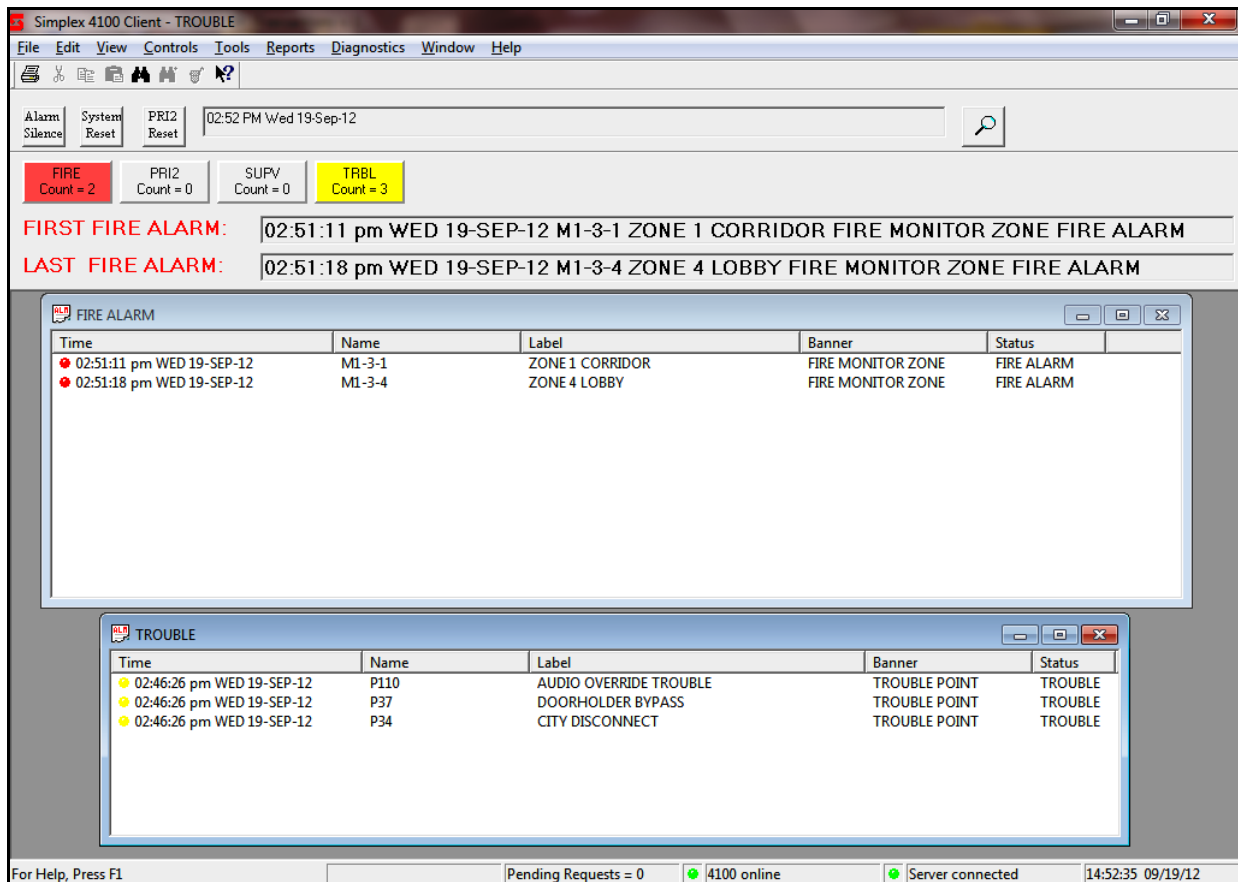 Simplex 4100 Client - TROUBLE
File Edit View Controls Tools Reports Diagnostics Window Help
Alarm Silence System Reset PRI2 Reset 02:52 PM Wed 19-Sep-12
FIRE PRI2 SUPV TRBL
Count = 2 Count = 0 Count = 0 Count = 3
FIRST FIRE ALARM: 02:51:11 pm WED 19-SEP-12 M1-3-1 ZONE 1 CORRIDOR FIRE MONITOR ZONE FIRE ALARM
LAST FIRE ALARM: 02:51:18 pm WED 19-SEP-12 M1-3-4 ZONE 4 LOBBY FIRE MONITOR ZONE FIRE ALARM
ALM FIRE ALARM
Time Name Label Banner Status
02:51:11 pm WED 19-SEP-12 M1-3-1 ZONE 1 CORRIDOR FIRE MONITOR ZONE FIRE ALARM
02:51:18 pm WED 19-SEP-12 M1-3-4 ZONE 4 LOBBY FIRE MONITOR ZONE FIRE ALARM
ALM TROUBLE
Time Name Label Banner Status
02:46:26 pm WED 19-SEP-12 P110 AUDIO OVERRIDE TROUBLE TROUBLE POINT TROUBLE
02:46:26 pm WED 19-SEP-12 P37 DOORHOLDER BYPASS TROUBLE POINT TROUBLE
02:46:26 pm WED 19-SEP-12 P34 CITY DISCONNECT TROUBLE POINT TROUBLE
For Help, Press F1 Pending Requests = 0 4100 online Server connected 14:52:35 09/19/12